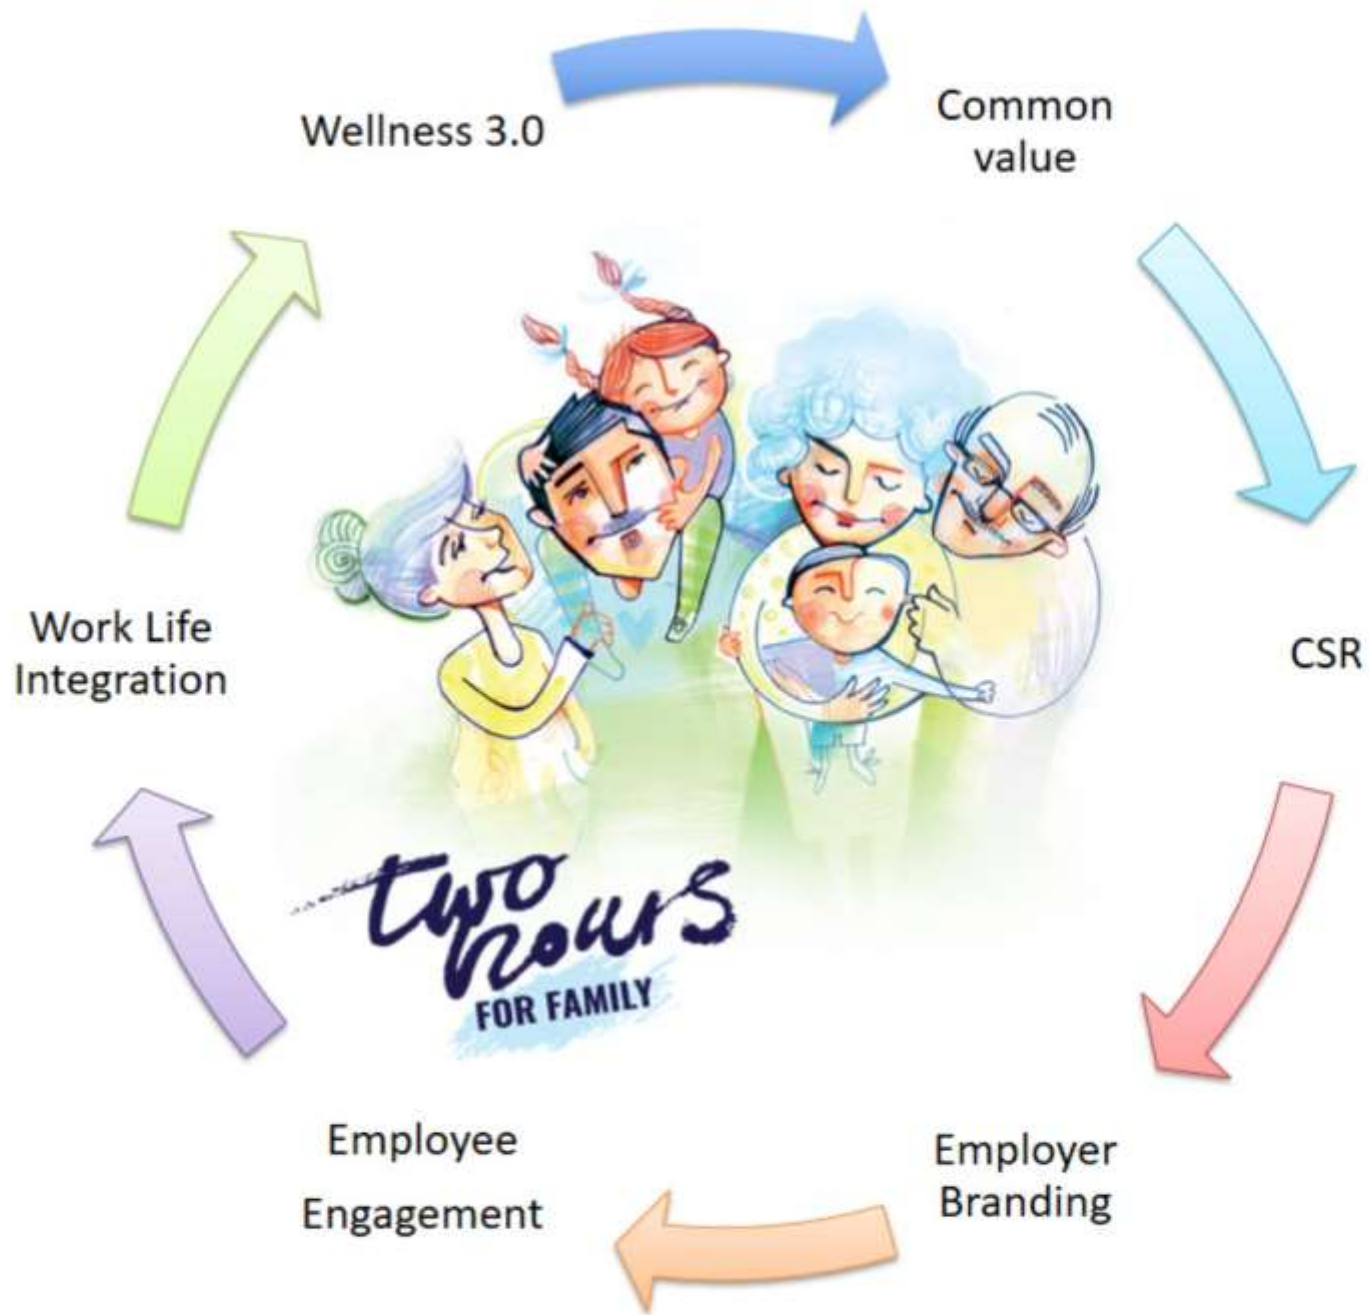 Wellness 3.0
Common
value
CSR
Employer
Branding
Employee
Engagement
Work Life
Integration
two
hours
FOR FAMILY